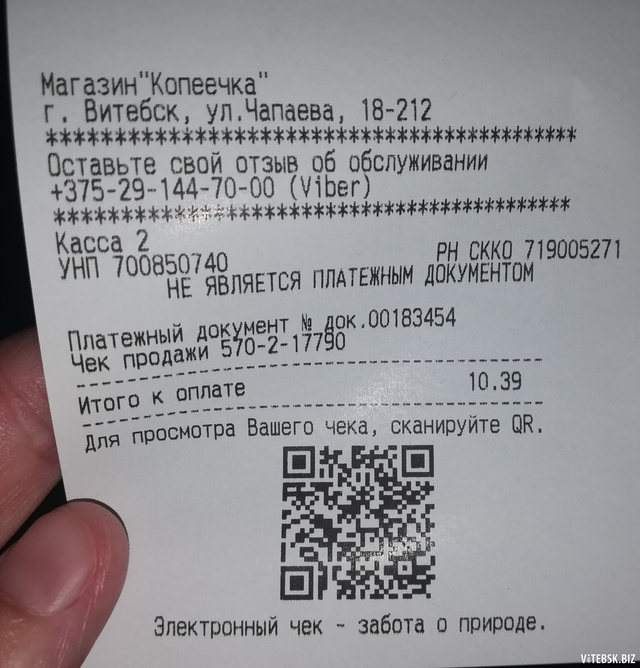 Магазин"Копеечка"
г. Витебск, ул.Чапаева, 18-212
******************************************
Оставьте свой отзыв об обслуживании
+375-29-144-70-00 (Viber)
******************************************
Касса 2
УНП 700850740 РН СККО 719005271
НЕ ЯВЛЯЕТСЯ ПЛАТЕЖНЫМ ДОКУМЕНТОМ
Платежный документ № док.00183454
Чек продажи 570-2-17790
------------------------------------------
Итого к оплате 10.39
------------------------------------------
Для просмотра Вашего чека, сканируйте QR.
Электронный чек - забота о природе.
ViTEBSK.BIZ